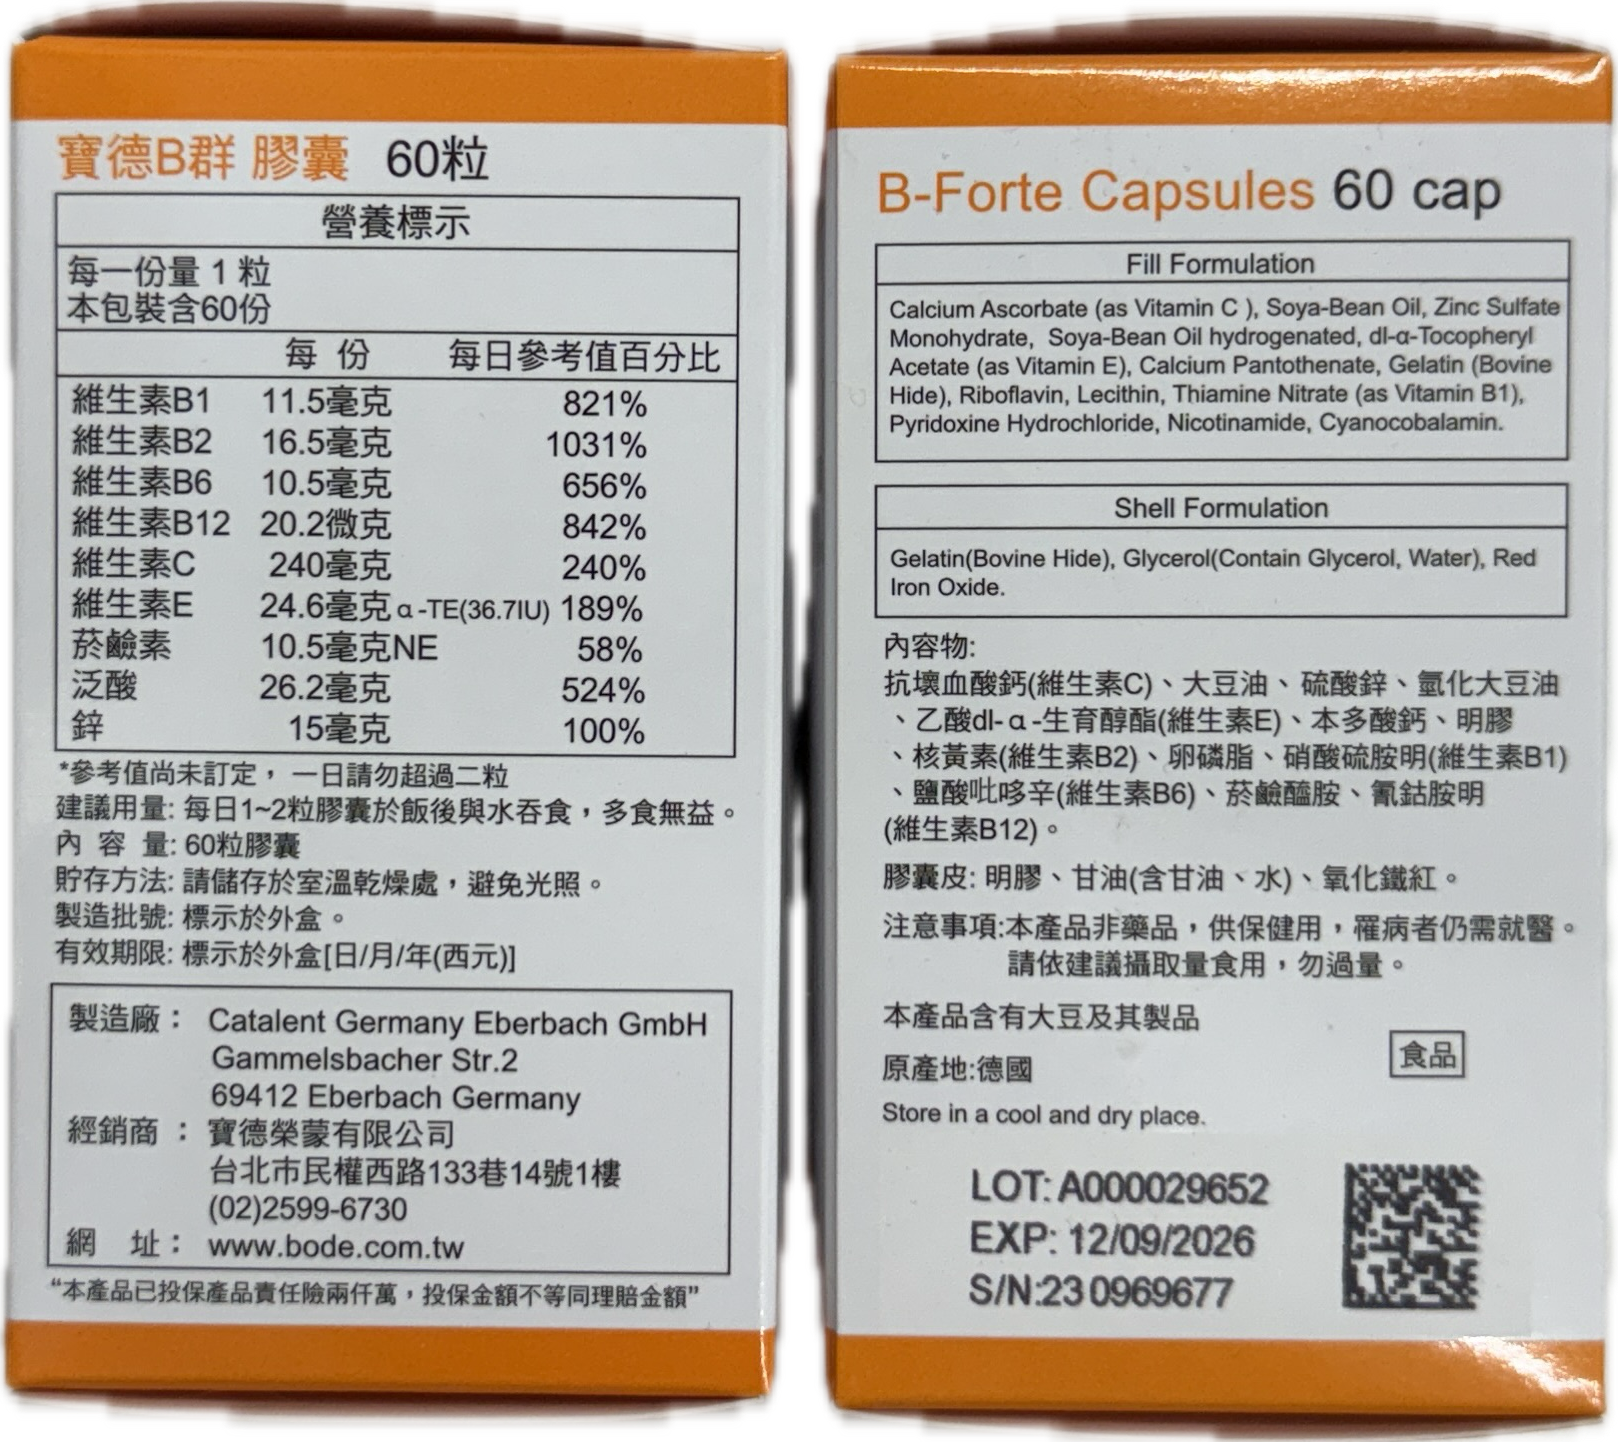 寶德B群 膠囊 60粒
營養標示
每一份量 1 粒
本包裝含60份
每 份 每日參考值百分比
維生素B1 11.5毫克 821%
維生素B2 16.5毫克 1031%
維生素B6 10.5毫克 656%
維生素B12 20.2微克 842%
維生素C 240毫克 240%
維生素E 24.6毫克α-TE(36.7IU) 189%
菸鹼素 10.5毫克NE 58%
泛酸 26.2毫克 524%
鋅 15毫克 100%
*參考值尚未訂定，一日請勿超過二粒
建議用量: 每日1~2粒膠囊於飯後與水吞食，多食無益。
內 容 量: 60粒膠囊
貯存方法: 請儲存於室溫乾燥處，避免光照。
製造批號: 標示於外盒。
有效期限: 標示於外盒[日/月/年(西元)]
製造廠： Catalent Germany Eberbach GmbH
Gammelsbacher Str.2
69412 Eberbach Germany
經銷商： 寶德榮蒙有限公司
台北市民權西路133巷14號1樓
(02)2599-6730
網 址： www.bode.com.tw
“本產品已投保產品責任險兩仟萬，投保金額不等同理賠金額”
B-Forte Capsules 60 cap
Fill Formulation
Calcium Ascorbate (as Vitamin C ), Soya-Bean Oil, Zinc Sulfate
Monohydrate, Soya-Bean Oil hydrogenated, dl-α-Tocopheryl
Acetate (as Vitamin E), Calcium Pantothenate, Gelatin (Bovine
Hide), Riboflavin, Lecithin, Thiamine Nitrate (as Vitamin B1),
Pyridoxine Hydrochloride, Nicotinamide, Cyanocobalamin.
Shell Formulation
Gelatin(Bovine Hide), Glycerol(Contain Glycerol, Water), Red
Iron Oxide.
內容物:
抗壞血酸鈣(維生素C)、大豆油、硫酸鋅、氫化大豆油
、乙酸dl-α-生育醇酯(維生素E)、本多酸鈣、明膠
、核黃素(維生素B2)、卵磷脂、硝酸硫胺明(維生素B1)
、鹽酸吡哆辛(維生素B6)、菸鹼醯胺、氰鈷胺明
(維生素B12)。
膠囊皮: 明膠、甘油(含甘油、水)、氧化鐵紅。
注意事項:本產品非藥品，供保健用，罹病者仍需就醫。
請依建議攝取量食用，勿過量。
本產品含有大豆及其製品
食品
原產地:德國
Store in a cool and dry place.
LOT: A000029652
EXP: 12/09/2026
S/N:230969677